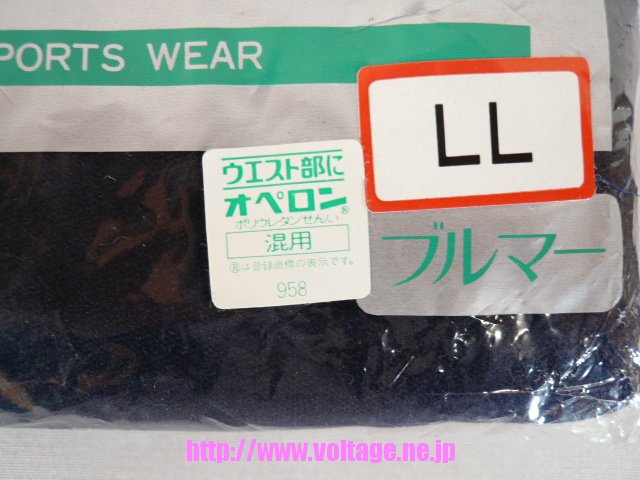 PORTS WEAR
LL
ウエスト部に
オペロン®
ポリウレタンせんい
混用
®は登録商標の表示です。
958
ブルマー
http://www.voltage.ne.jp